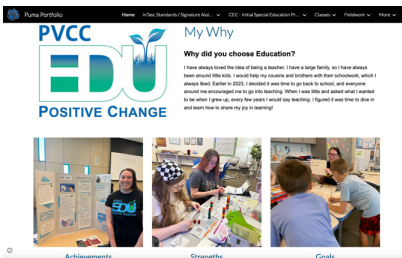 Puma Portfolio
Home
InTasc Standards / Signature Assi...
CEC - Initial Special Education Pr...
Classes
Fieldwork
More
PVCC
EDU
POSITIVE CHANGE
My Why
Why did you choose Education?
I have always loved the idea of being a teacher. I have a large family, so I have always
been around little kids. I would help my cousins and brothers with their schoolwork, which I
always liked. Earlier in 2023, I decided it was time to go back to school, and everyone
around me encouraged me to go into teaching. When I was little and asked what I wanted
to be when I grew up, every few years I would say teaching. I figured it was time to dive in
and learn how to share my joy in learning!
PVCC
EDU
Achievements
Strengths
Goals